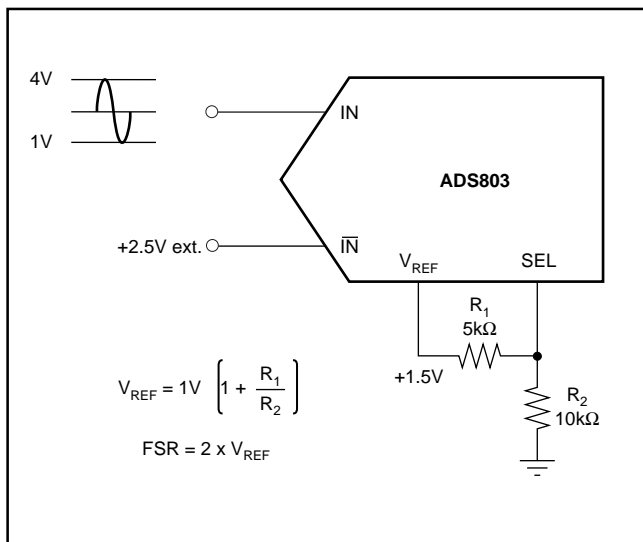 4V
1V
IN
ADS803
+2.5V ext.
I̅N̅
V_REF
SEL
R_1
5kΩ
+1.5V
R_2
10kΩ
V_REF = 1V (1 + R_1/R_2)
FSR = 2 x V_REF